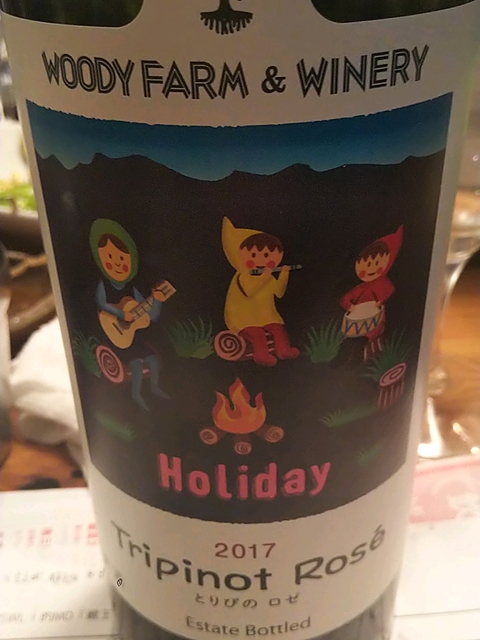 WOODY FARM & WINERY
Holiday
2017
Tripinot Rosé
とりぴの ロゼ
Estate Bottled